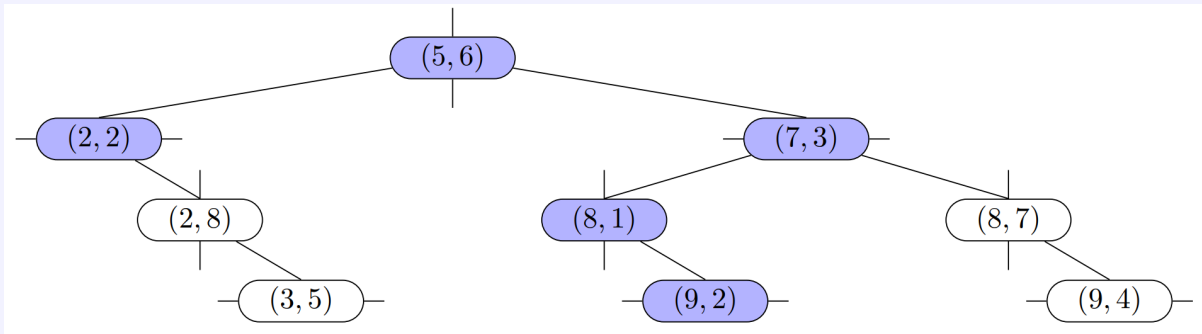 (5, 6)
(2, 2) (7, 3)
(2, 8) (8, 1) (8, 7)
(3, 5) (9, 2) (9, 4)